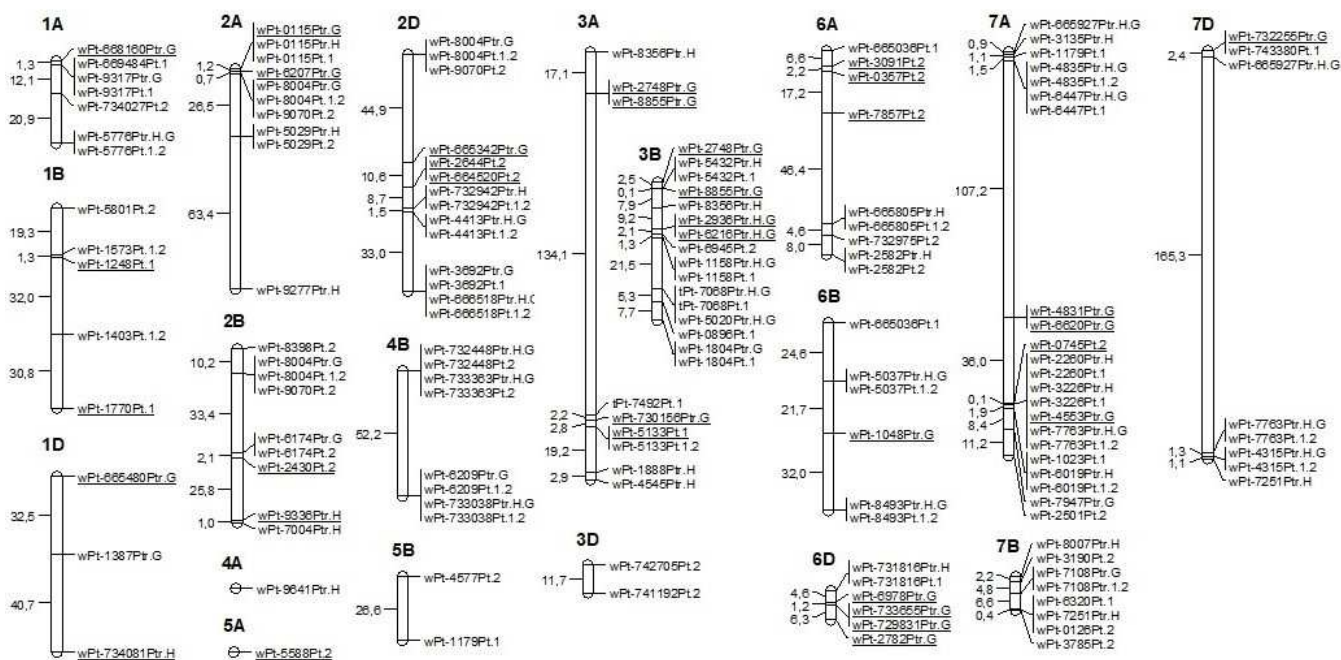 1A
wPt-668160Ptr.G
wPt-669484Pt.1
wPt-9317Ptr.G
wPt-9317Pt.1
wPt-734027Pt.2
wPt-5776Ptr.H.G
wPt-5776Pt.1.2
1,3
12,1
20,9
1B
wPt-5801Pt.2
wPt-1573Pt.1.2
wPt-1248Pt.1
wPt-1403Pt.1.2
wPt-1770Pt.1
19,3
1,3
32,0
30,8
1D
wPt-665480Ptr.G
wPt-1387Ptr.G
wPt-734081Ptr.H
32,5
40,7
2A
wPt-0115Ptr.G
wPt-0115Ptr.H
wPt-0115Pt.1
wPt-6207Ptr.G
wPt-8004Ptr.G
wPt-8004Pt.1.2
wPt-9070Pt.2
wPt-5029Ptr.H
wPt-5029Pt.2
wPt-9277Ptr.H
1,2
0,7
26,5
63,4
2B
wPt-8398Pt.2
wPt-8004Ptr.G
wPt-8004Pt.1.2
wPt-9070Pt.2
wPt-6174Ptr.G
wPt-6174Pt.2
wPt-2430Pt.2
wPt-9336Ptr.H
wPt-7004Ptr.H
10,2
33,4
2,1
25,8
1,0
4A
wPt-9641Ptr.H
5A
wPt-5588Pt.2
2D
wPt-8004Ptr.G
wPt-8004Pt.1.2
wPt-9070Pt.2
wPt-665342Ptr.G
wPt-2644Pt.2
wPt-664520Pt.2
wPt-732942Ptr.H
wPt-732942Pt.1.2
wPt-4413Ptr.H.G
wPt-4413Pt.1.2
wPt-3692Ptr.G
wPt-3692Pt.1
wPt-666518Ptr.H.G
wPt-666518Pt.1.2
44,9
10,6
8,7
1,5
33,0
4B
wPt-732448Ptr.H.G
wPt-732448Pt.2
wPt-733363Ptr.H.G
wPt-733363Pt.2
wPt-6209Ptr.G
wPt-6209Pt.1.2
wPt-733038Ptr.H.G
wPt-733038Pt.1.2
52,2
5B
wPt-4577Pt.2
wPt-1179Pt.1
26,6
3A
wPt-8356Ptr.H
wPt-2748Ptr.G
wPt-8855Ptr.G
tPt-7492Pt.1
wPt-730156Ptr.G
wPt-5133Pt.1
wPt-5133Pt.1.2
wPt-1888Ptr.H
wPt-4545Ptr.H
17,1
134,1
2,2
2,8
19,2
2,9
3B
wPt-2748Ptr.G
wPt-5432Ptr.H
wPt-5432Pt.1
wPt-8855Ptr.G
wPt-8356Ptr.H
wPt-2936Ptr.H.G
wPt-6216Ptr.H.G
wPt-6945Pt.2
wPt-1158Ptr.H.G
wPt-1158Pt.1
tPt-7068Ptr.H.G
tPt-7068Pt.1
wPt-5020Ptr.H.G
wPt-0896Pt.1
wPt-1804Ptr.G
wPt-1804Pt.1
2,5
0,1
7,9
9,2
2,1
1,3
21,5
5,3
7,7
3D
wPt-742705Pt.2
wPt-741192Pt.2
11,7
6A
wPt-665036Pt.1
wPt-3091Pt.2
wPt-0357Pt.2
wPt-7857Pt.2
wPt-665805Ptr.H
wPt-665805Pt.1.2
wPt-732975Pt.2
wPt-2582Ptr.H
wPt-2582Pt.2
6,6
2,2
17,2
46,4
4,6
8,0
6B
wPt-665036Pt.1
wPt-5037Ptr.H.G
wPt-5037Pt.1.2
wPt-1048Ptr.G
wPt-8493Ptr.H.G
wPt-8493Pt.1.2
24,6
21,7
32,0
6D
wPt-731816Ptr.H
wPt-731816Pt.1
wPt-6978Ptr.G
wPt-733655Ptr.G
wPt-729831Ptr.G
wPt-2782Ptr.G
4,6
1,2
6,3
7A
wPt-665927Ptr.H.G
wPt-3135Ptr.H
wPt-1179Pt.1
wPt-4835Ptr.H.G
wPt-4835Pt.1.2
wPt-6447Ptr.H.G
wPt-6447Pt.1
wPt-4831Ptr.G
wPt-6620Ptr.G
wPt-0745Pt.2
wPt-2260Ptr.H
wPt-2260Pt.1
wPt-3226Ptr.H
wPt-3226Pt.1
wPt-4553Ptr.G
wPt-7763Ptr.H.G
wPt-7763Pt.1.2
wPt-1023Pt.1
wPt-6019Ptr.H
wPt-6019Pt.1.2
wPt-7947Ptr.G
wPt-2501Pt.2
0,9
1,1
1,5
107,2
36,0
0,1
1,9
8,4
11,2
7B
wPt-8007Ptr.H
wPt-3190Pt.2
wPt-7108Ptr.G
wPt-7108Ptr.1.2
wPt-6320Pt.1
wPt-7251Ptr.H
wPt-0126Pt.2
wPt-3785Pt.2
2,2
4,8
6,6
0,4
7D
wPt-732255Ptr.G
wPt-743380Pt.1
wPt-665927Ptr.H.G
wPt-7763Ptr.H.G
wPt-7763Pt.1.2
wPt-4315Ptr.H.G
wPt-4315Pt.1.2
wPt-7251Ptr.H
2,4
165,3
1,3
1,1